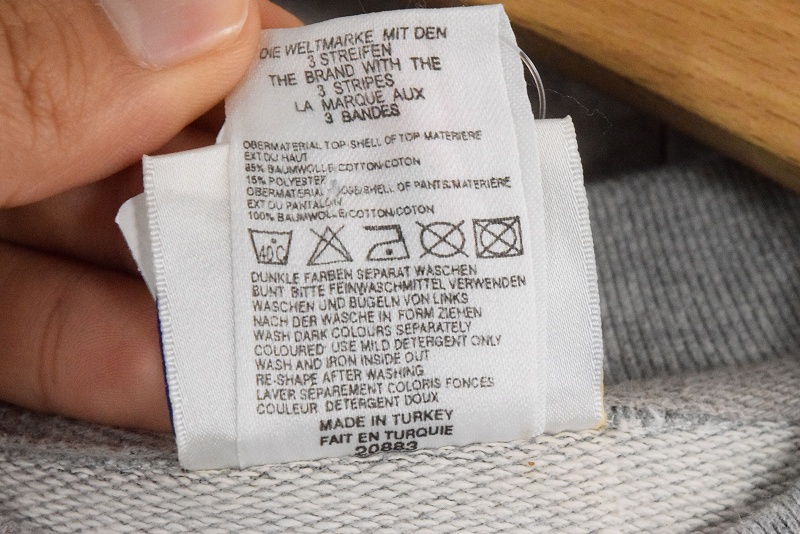 DIE WELTMARKE MIT DEN
3 STREIFEN
THE BRAND WITH THE
3 STRIPES
LA MARQUE AUX
3 BANDES
OBERMATERIAL TOP-SHELL OF TOP MATERIÈRE
EXT DU HAUT
85% BAUMWOLLE/COTTON/COTON
15% POLYESTER
OBERMATERIAL /SHELL OF PANTS/MATERIÈRE
EXT DU PANTALON
100% BAUMWOLLE/COTTON/COTON
40°C
DUNKLE FARBEN SEPARAT WASCHEN
BUNT: BITTE FEINWASCHMITTEL VERWENDEN
WASCHEN UND BÜGELN VON LINKS
NACH DER WÄSCHE IN FORM ZIEHEN
WASH DARK COLOURS SEPARATELY
COLOURED: USE MILD DETERGENT ONLY
WASH AND IRON INSIDE OUT
RE-SHAPE AFTER WASHING
LAVER SEPAREMENT COLORIS FONCES
COULEUR: DETERGENT DOUX
MADE IN TURKEY
FAIT EN TURQUIE
20883